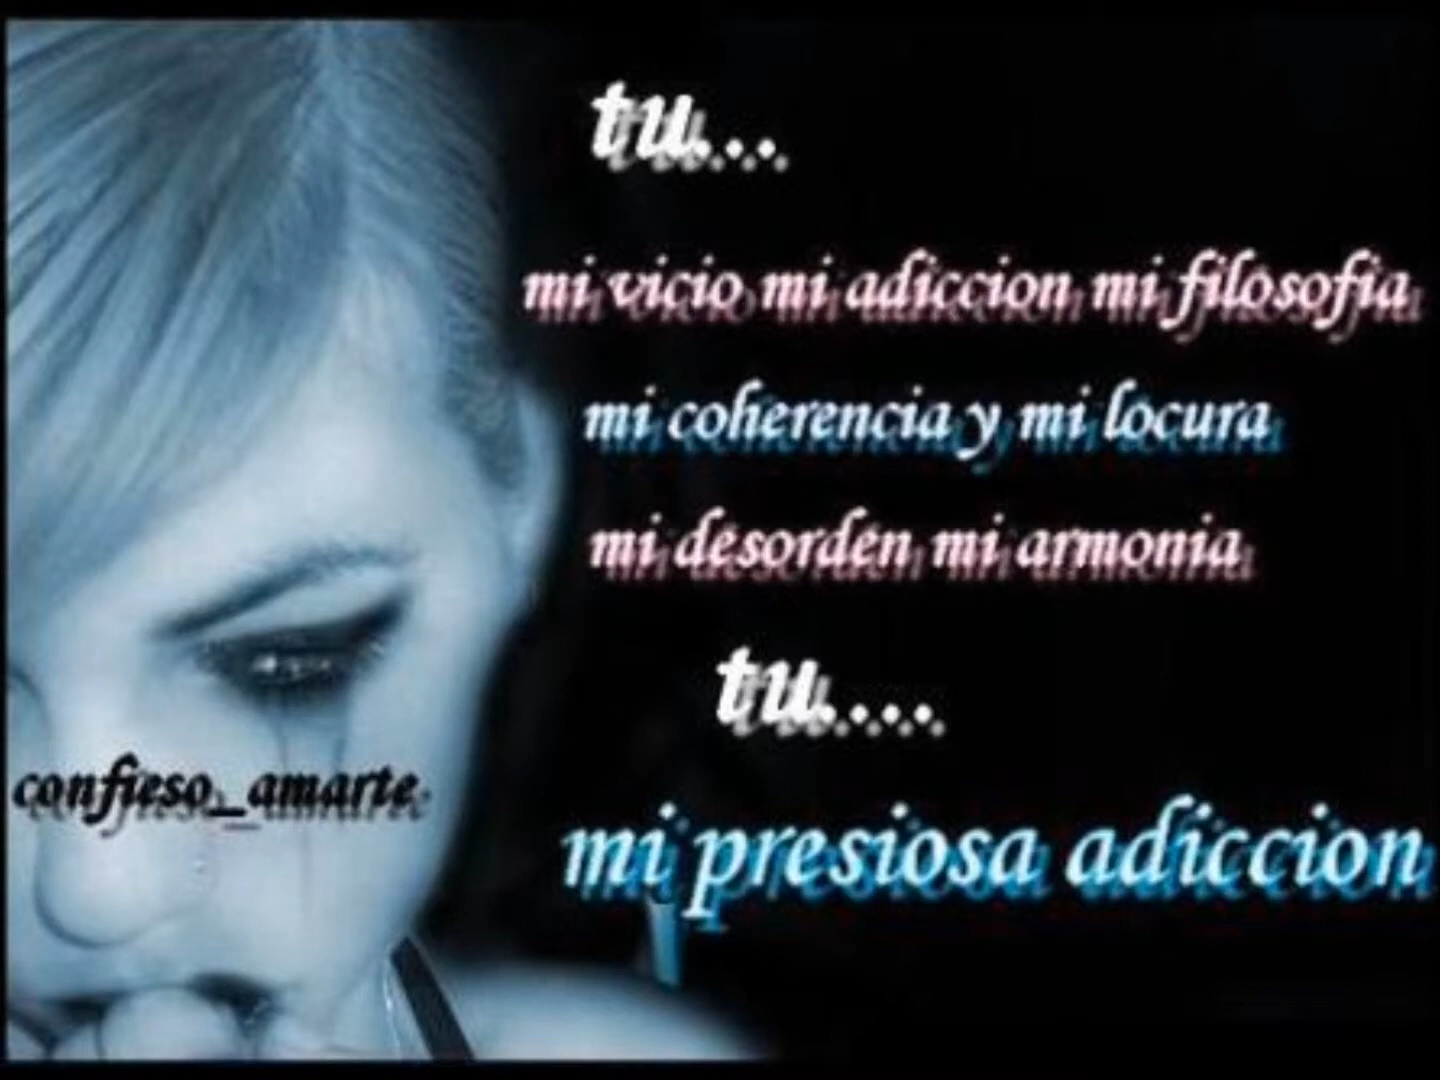 tu...
mi vicio mi adiccion mi filosofia
mi coherencia y mi locura
mi desorden mi armonia
tu....
confieso_amarte
mi presiosa adiccion